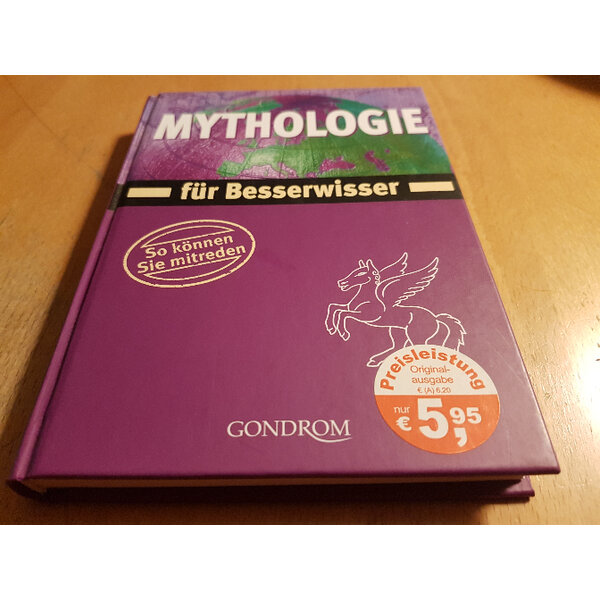 MYTHOLOGIE
für Besserwisser
So können
Sie mitreden
Preisleistung
Original-
ausgabe
€ (A) 6.20
nur
€ 5,95
GONDROM